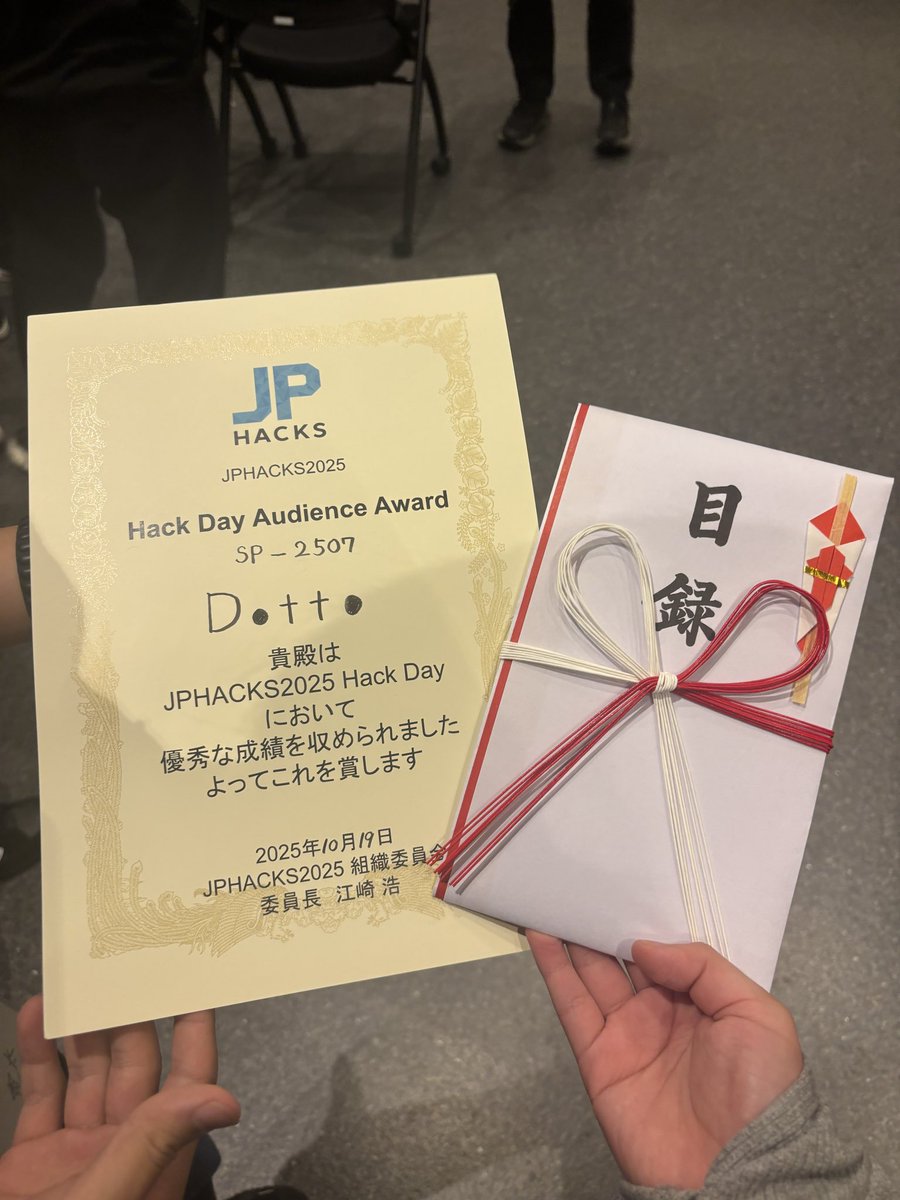 JP
HACKS
JPHACKS2025
Hack Day Audience Award
SP-2507
D●tt●
貴殿は
JPHACKS2025 Hack Day
において
優秀な成績を収められました
よってこれを賞します
2025年10月19日
JPHACKS2025 組織委員会
委員長 江崎 浩
目録